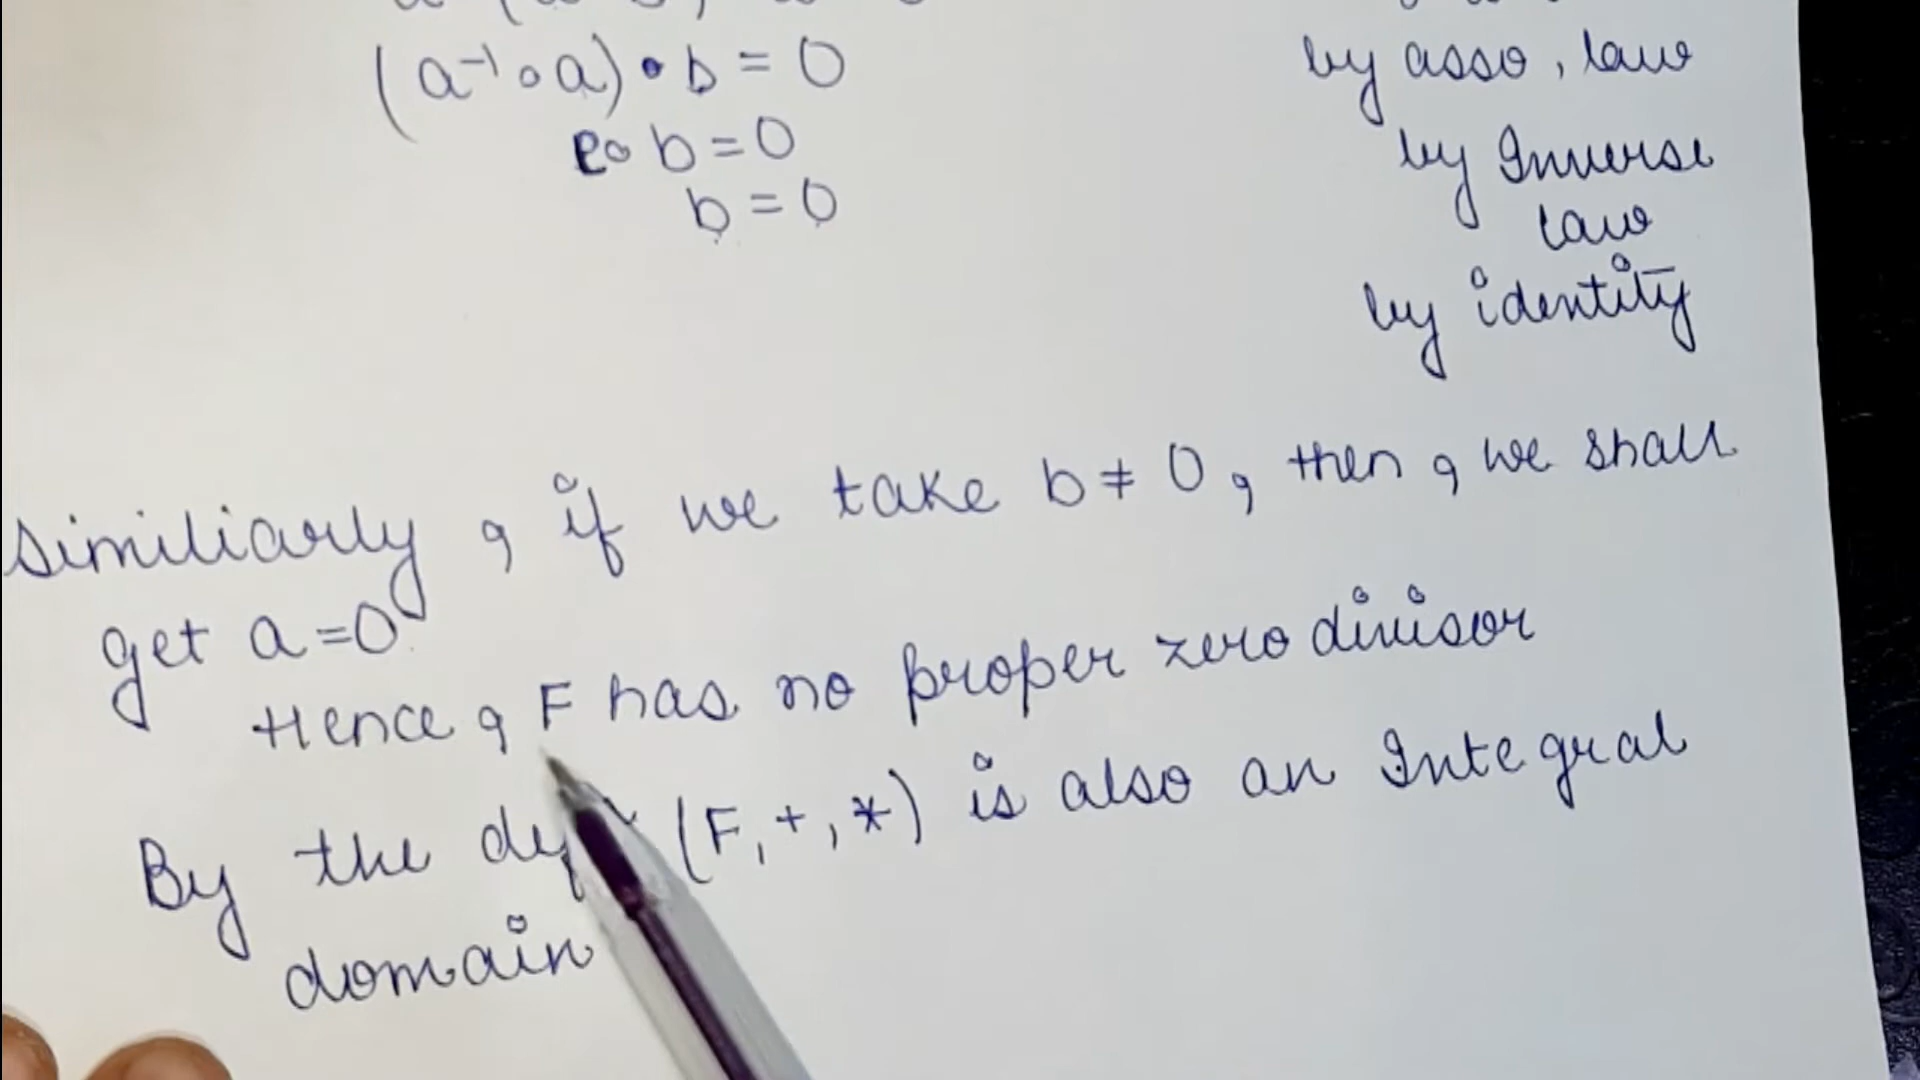 (a⁻¹∘a)•b = 0 by asso, law
e∘ b = 0 by Inverse
law
b = 0
by identity
Similiarly, if we take b ≠ 0, then, we shall
get a = 0
Hence, F has no proper zero divisor
By the (F, +, *) is also an Integral
domain